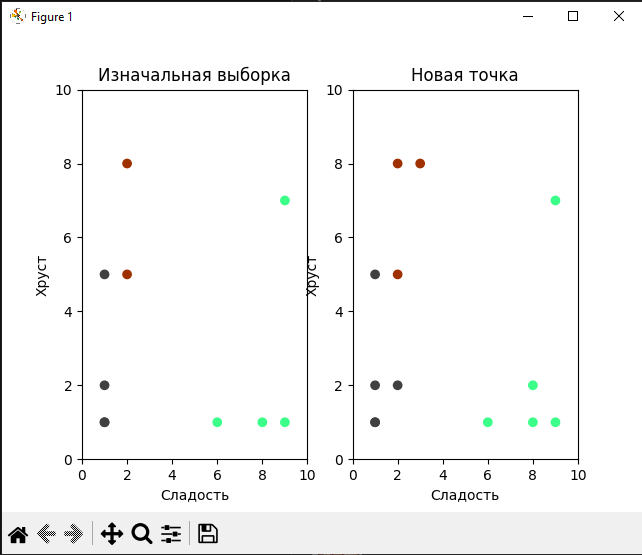 Figure 1
Изначальная выборка
10
8
6
4
2
0
Хруст
0 2 4 6 8 10
Сладость
Новая точка
10
8
6
4
2
0
Хруст
0 2 4 6 8 10
Сладость